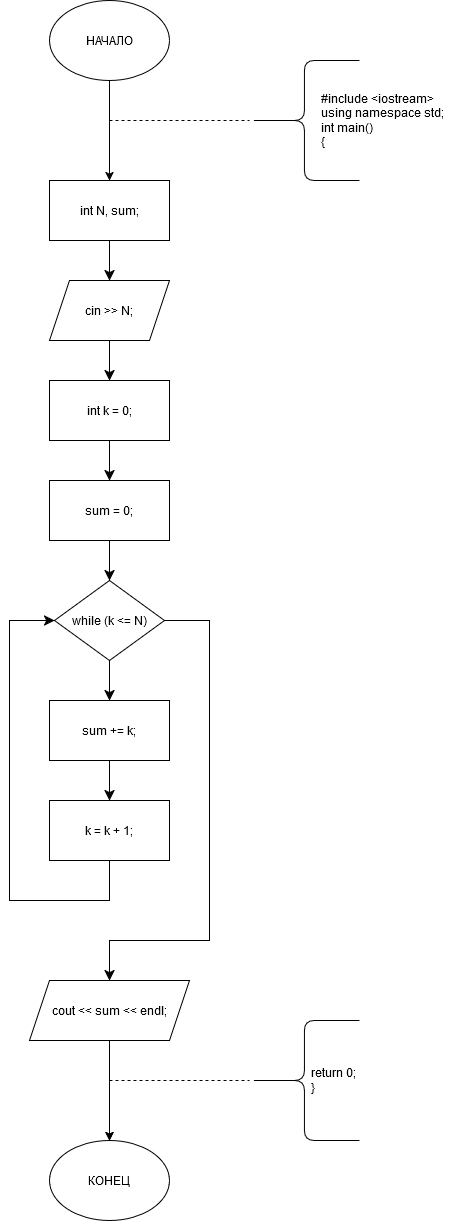 НАЧАЛО
#include <iostream>
using namespace std;
int main()
{
int N, sum;
cin >> N;
int k = 0;
sum = 0;
while (k <= N)
sum += k;
k = k + 1;
cout << sum << endl;
return 0;
}
КОНЕЦ